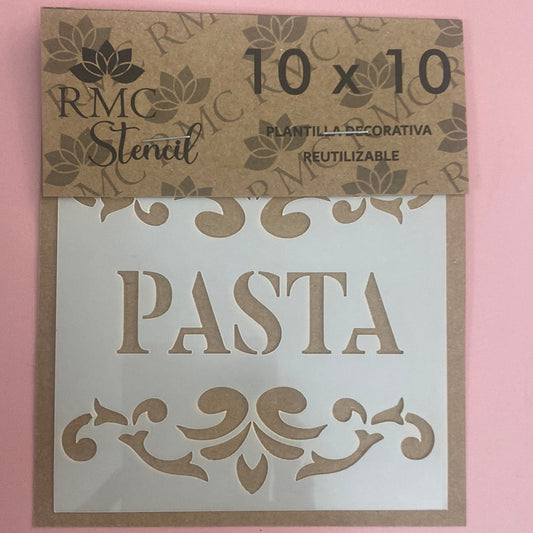 RMC
Stencil
10 x 10
PLANTILLA DECORATIVA
REUTILIZABLE
PASTA